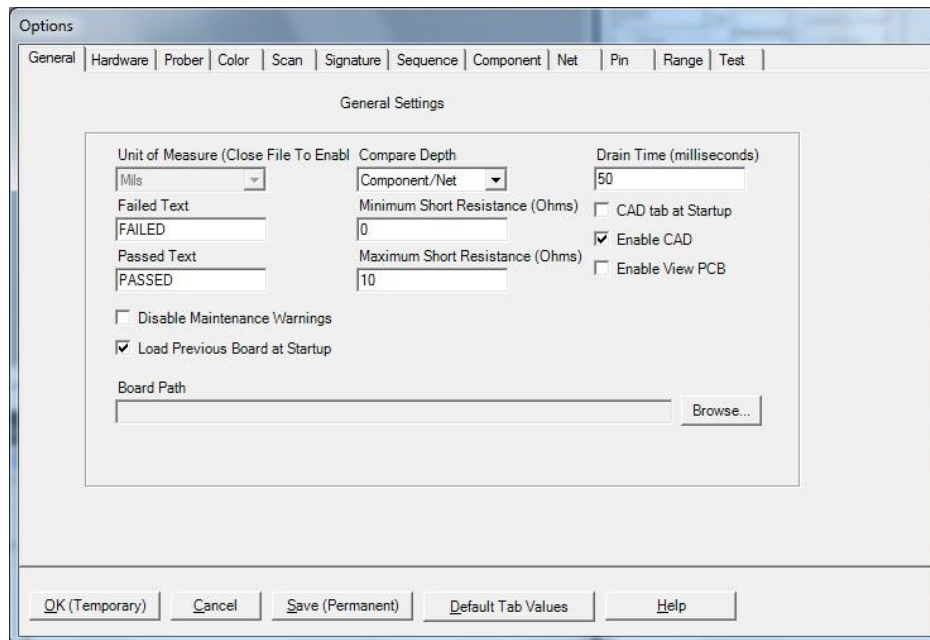 Options
General Hardware Prober Color Scan Signature Sequence Component Net Pin Range Test
General Settings
Unit of Measure (Close File To Enabl Compare Depth Drain Time (milliseconds)
Mils Component/Net 50
Failed Text Minimum Short Resistance (Ohms) CAD tab at Startup
FAILED 0 Enable CAD
Passed Text Maximum Short Resistance (Ohms) Enable View PCB
PASSED 10
Disable Maintenance Warnings
Load Previous Board at Startup
Board Path
Browse...
OK (Temporary) Cancel Save (Permanent) Default Tab Values Help